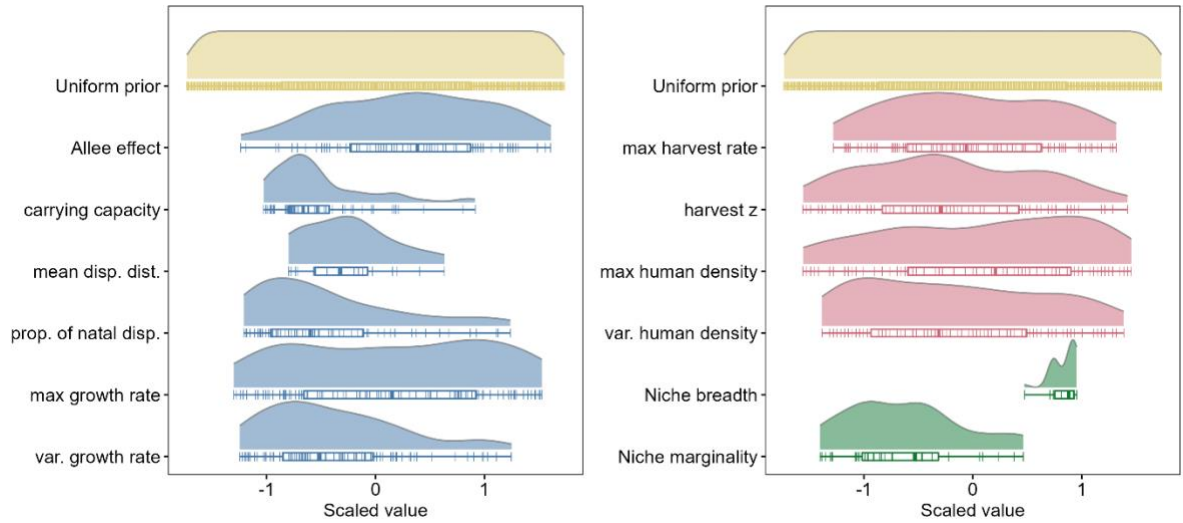 Uniform prior
Allee effect
carrying capacity
mean disp. dist.
prop. of natal disp.
max growth rate
var. growth rate
-1 0 1
Scaled value
Uniform prior
max harvest rate
harvest z
max human density
var. human density
Niche breadth
Niche marginality
-1 0 1
Scaled value